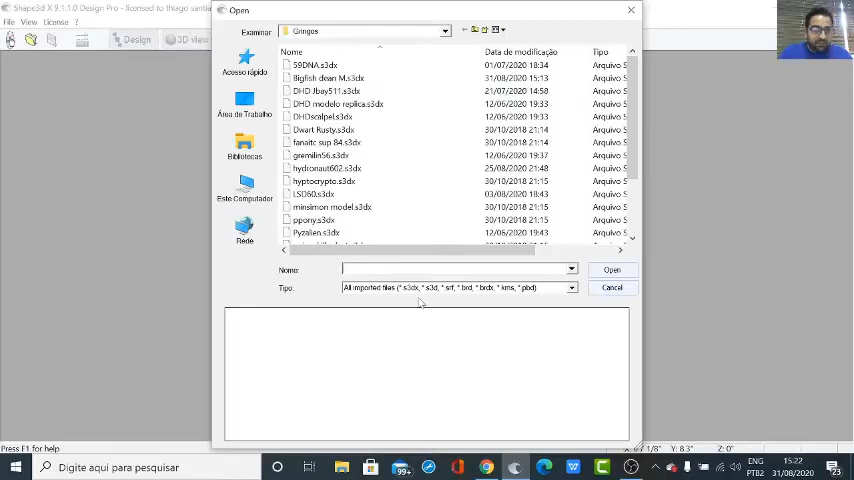 Shape3d X 9.1.1.0 Design Pro - licensed to thiago santia
Open
File View License ?
Examinar Gringos
Design
3D view
Nome Data de modificação Tipo
59DNA.s3dx 01/07/2020 18:34 Arquivo S
Bigfish dean M.s3dx 31/08/2020 15:13 Arquivo S
DHD Jbay511.s3dx 21/07/2020 14:58 Arquivo S
DHD modelo replica.s3dx 12/06/2020 19:33 Arquivo S
DHDscalpel.s3dx 12/06/2020 19:33 Arquivo S
Dwart Rusty.s3dx 30/10/2018 21:14 Arquivo S
fanaitc sup 84.s3dx 30/10/2018 21:14 Arquivo S
gremilin56.s3dx 12/06/2020 19:37 Arquivo S
hydronaut602.s3dx 25/08/2020 21:48 Arquivo S
hyptocrypto.s3dx 30/10/2018 21:15 Arquivo S
LSD60.s3dx 03/08/2020 18:43 Arquivo S
minsimon model.s3dx 30/10/2018 21:15 Arquivo S
ppony.s3dx 30/10/2018 21:15 Arquivo S
Pyzalien.s3dx 12/06/2020 19:43 Arquivo S
Acesso rápido
Área de Trabalho
Bibliotecas
Este Computador
Rede
Nome: Open
Tipo: All imported files (*.s3dx, *.s3d, *.srf, *.brd, *.brdx, *.kms, *.pbd) Cancel
Press F1 for help
Y: 8.3" Z: 0"
Digite aqui para pesquisar
99+
ENG 15:22
PTB2 31/08/2020
23